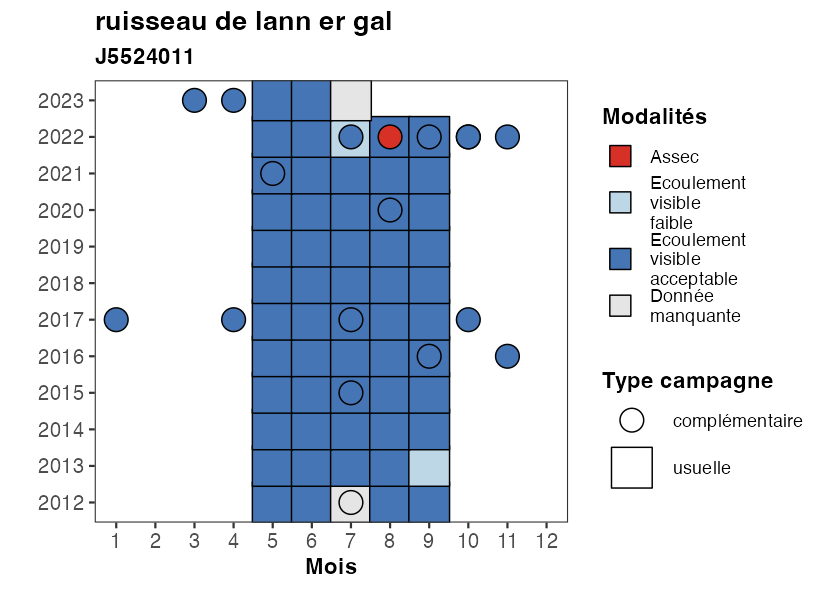 ruisseau de lann er gal
J5524011
2023
2022
2021
2020
2019
2018
2017
2016
2015
2014
2013
2012
1 2 3 4 5 6 7 8 9 10 11 12
Mois
Modalités
Assec
Ecoulement
visible
faible
Ecoulement
visible
acceptable
Donnée
manquante
Type campagne
complémentaire
usuelle